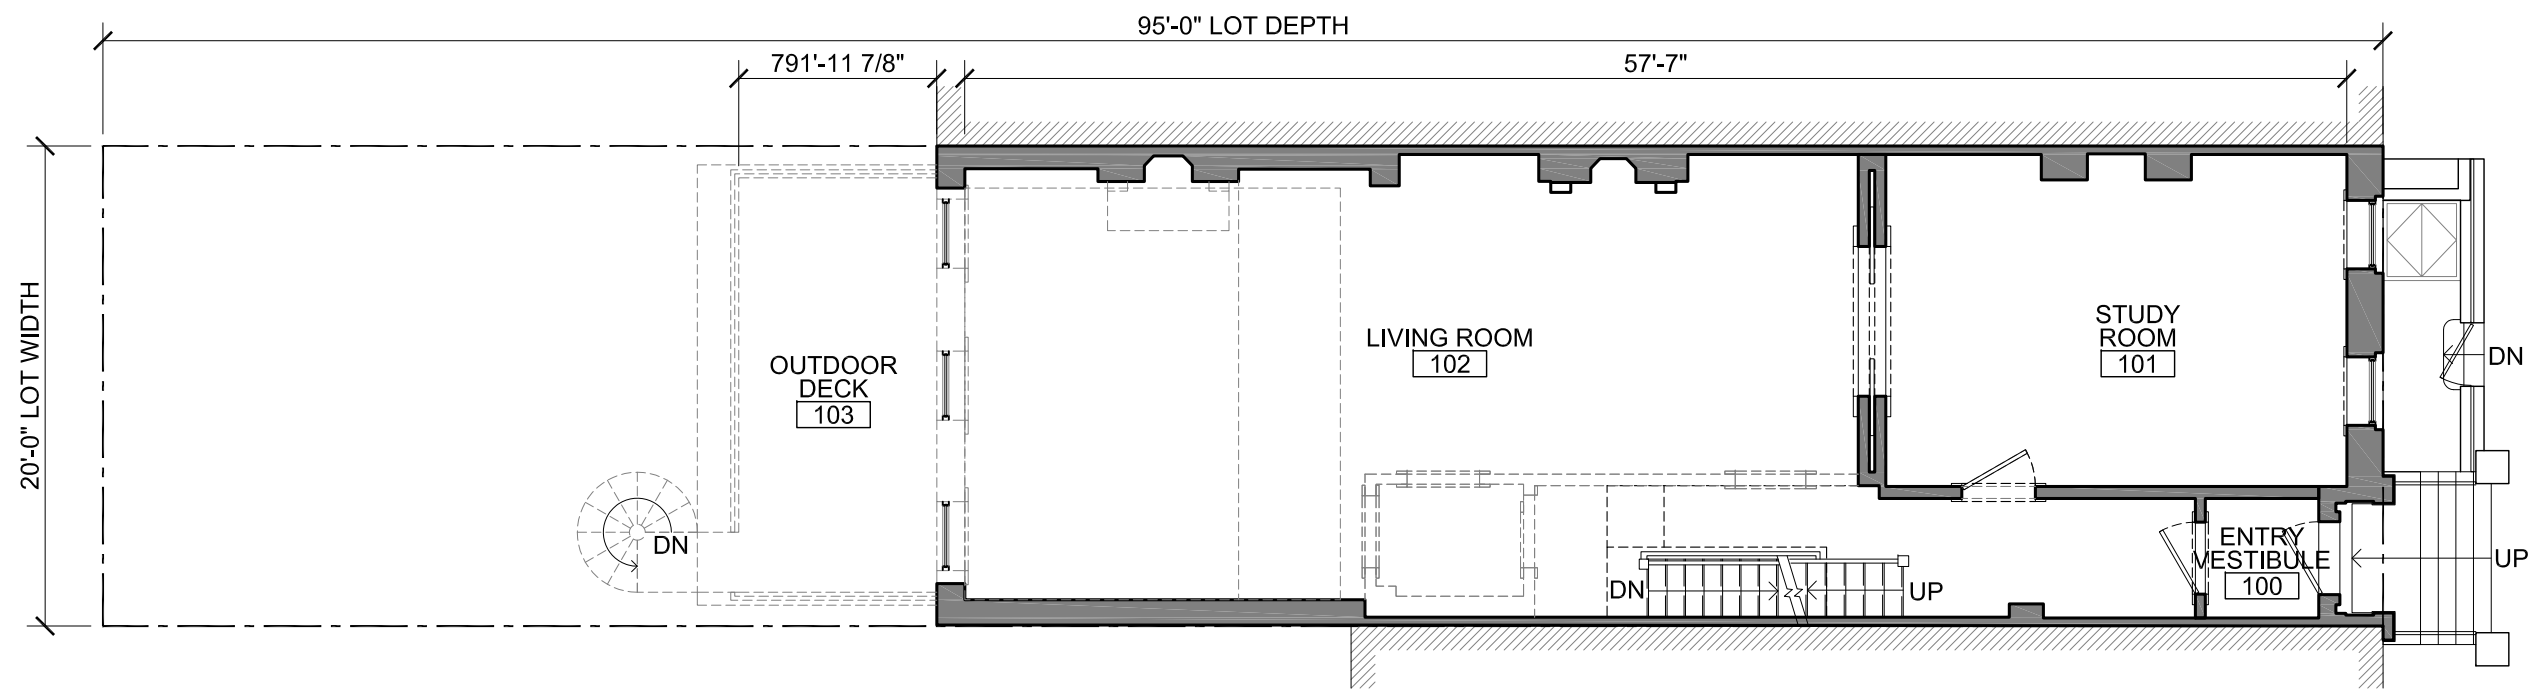 95'-0" LOT DEPTH
791'-11 7/8"
57'-7"
20'-0" LOT WIDTH
OUTDOOR
DECK
103
LIVING ROOM
102
STUDY
ROOM
101
DN
DN
DN
UP
ENTRY
VESTIBULE
100
UP